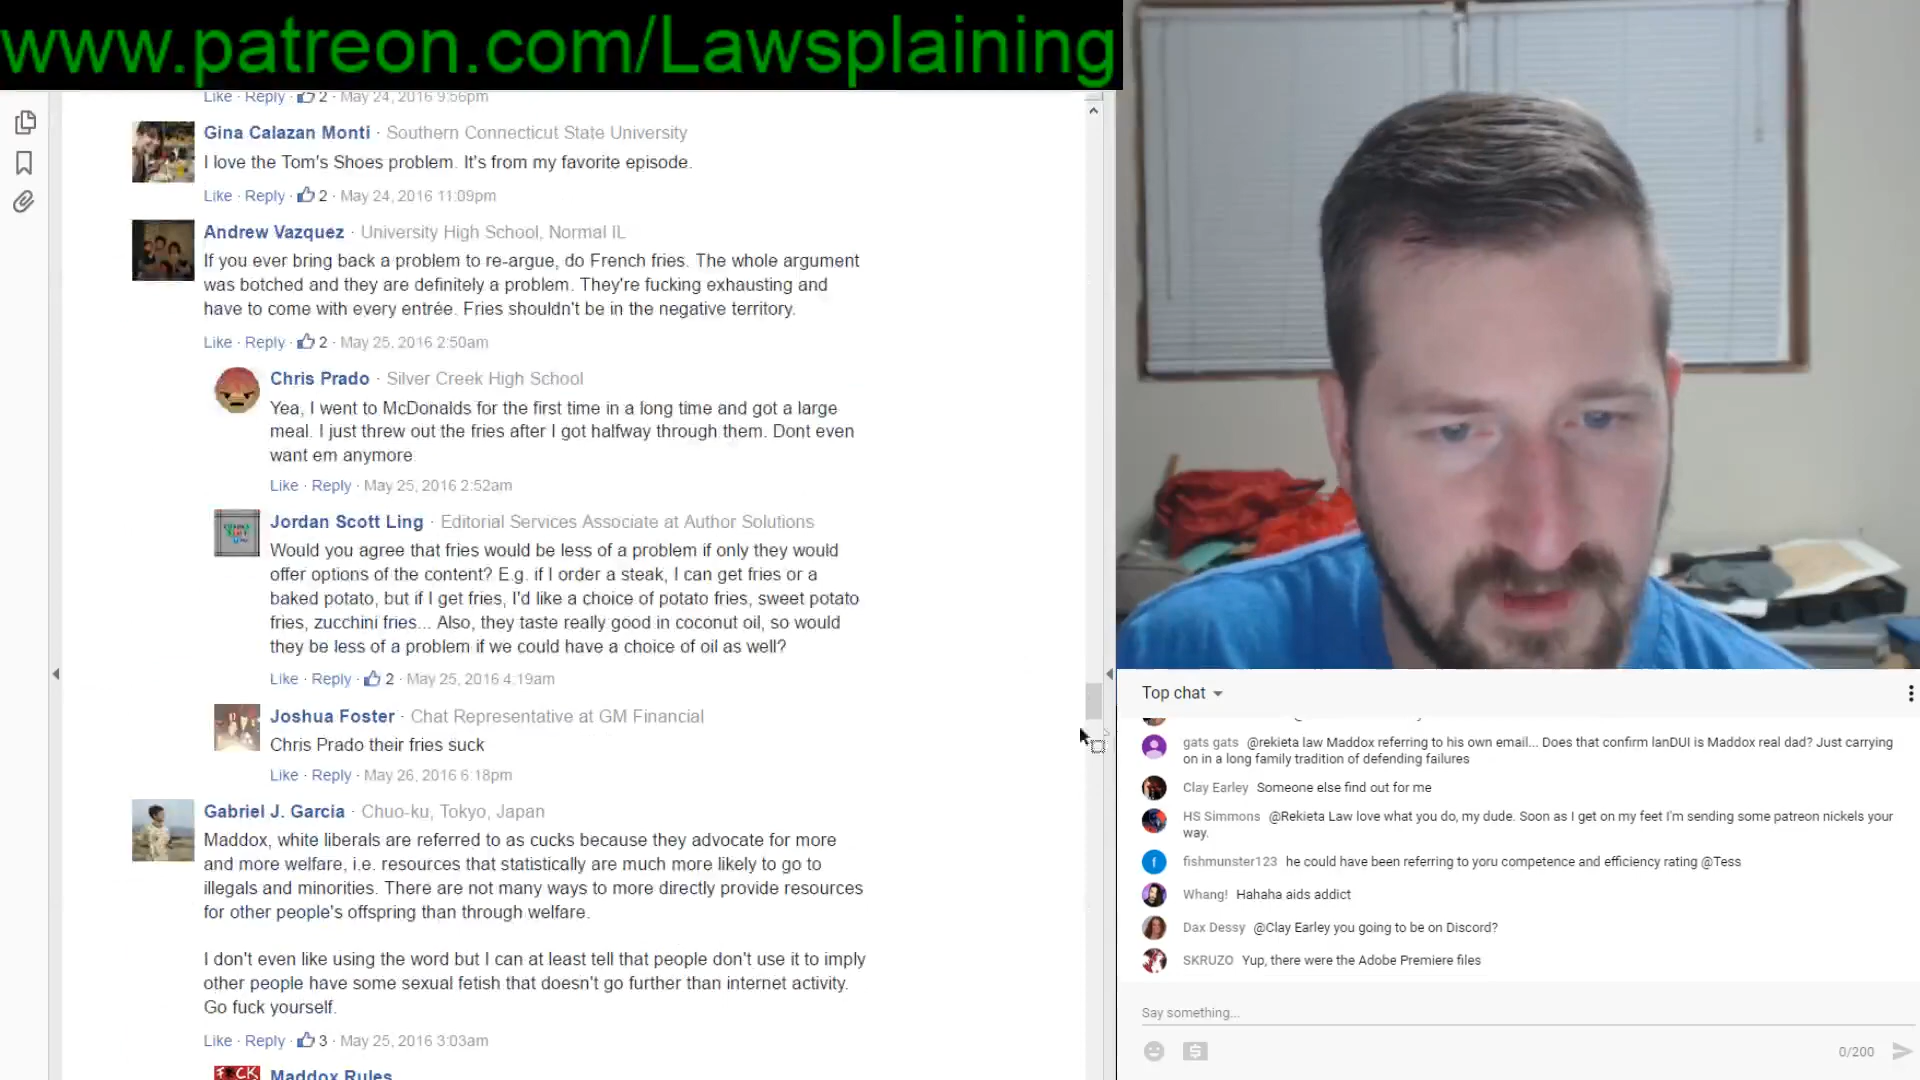 www.patreon.com/Lawsplaining
Like · Reply · 2 · May 24, 2016 9:56pm
Gina Calazan Monti · Southern Connecticut State University
I love the Tom's Shoes problem. It's from my favorite episode.
Like · Reply · 2 · May 24, 2016 11:09pm
Andrew Vazquez · University High School, Normal IL
If you ever bring back a problem to re-argue, do French fries. The whole argument
was botched and they are definitely a problem. They're fucking exhausting and
have to come with every entrée. Fries shouldn't be in the negative territory.
Like · Reply · 2 · May 25, 2016 2:50am
Chris Prado · Silver Creek High School
Yea, I went to McDonalds for the first time in a long time and got a large
meal. I just threw out the fries after I got halfway through them. Dont even
want em anymore
Like · Reply · May 25, 2016 2:52am
Jordan Scott Ling · Editorial Services Associate at Author Solutions
Would you agree that fries would be less of a problem if only they would
offer options of the content? E.g. if I order a steak, I can get fries or a
baked potato, but if I get fries, I'd like a choice of potato fries, sweet potato
fries, zucchini fries... Also, they taste really good in coconut oil, so would
they be less of a problem if we could have a choice of oil as well?
Like · Reply · 2 · May 25, 2016 4:19am
Joshua Foster · Chat Representative at GM Financial
Chris Prado their fries suck
Like · Reply · May 26, 2016 6:18pm
Gabriel J. Garcia · Chuo-ku, Tokyo, Japan
Maddox, white liberals are referred to as cucks because they advocate for more
and more welfare, i.e. resources that statistically are much more likely to go to
illegals and minorities. There are not many ways to more directly provide resources
for other people's offspring than through welfare.
I don't even like using the word but I can at least tell that people don't use it to imply
other people have some sexual fetish that doesn't go further than internet activity.
Go fuck yourself.
Like · Reply · 3 · May 25, 2016 3:03am
Maddox Rules
Top chat
gats gats @rekieta law Maddox referring to his own email... Does that confirm lanDUI is Maddox real dad? Just carrying
on in a long family tradition of defending failures
Clay Earley Someone else find out for me
HS Simmons @Rekieta Law love what you do, my dude. Soon as I get on my feet I'm sending some patreon nickels your
way.
f fishmunster123 he could have been referring to yoru competence and efficiency rating @Tess
Whang! Hahaha aids addict
Dax Dessy @Clay Earley you going to be on Discord?
SKRUZO Yup, there were the Adobe Premiere files
Say something...
0/200